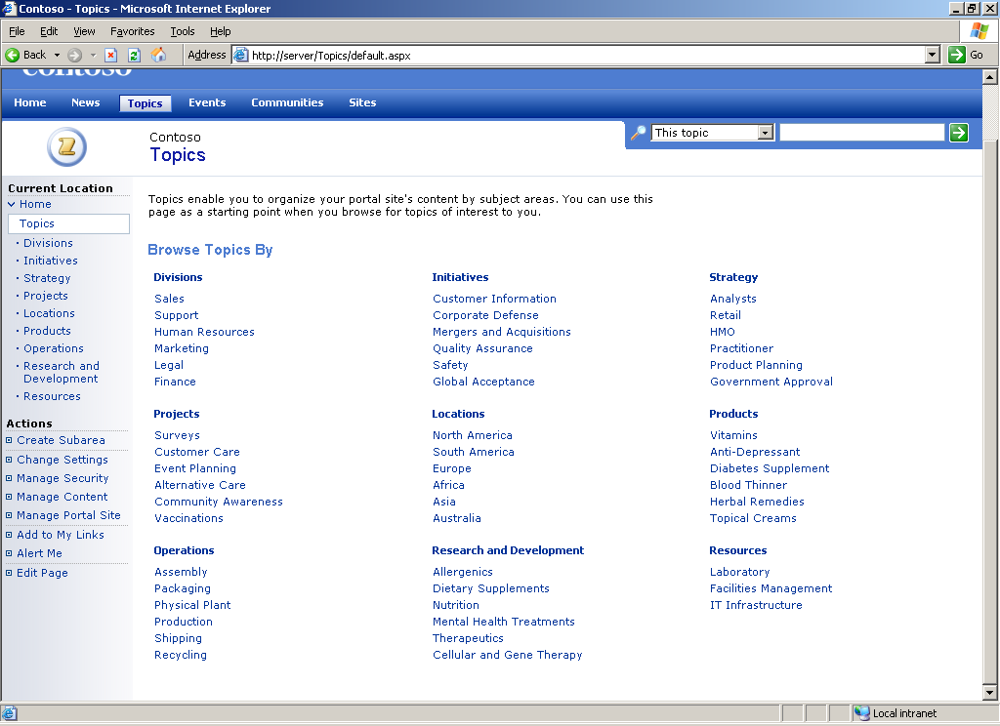 Contoso - Topics - Microsoft Internet Explorer
File Edit View Favorites Tools Help
Back Address http://server/Topics/default.aspx Go
Contoso
Home News Topics Events Communities Sites
This topic
Contoso
Topics
Current Location
Home
Topics
Divisions
Initiatives
Strategy
Projects
Locations
Products
Operations
Research and
Development
Resources
Actions
Create Subarea
Change Settings
Manage Security
Manage Content
Manage Portal Site
Add to My Links
Alert Me
Edit Page
Topics enable you to organize your portal site's content by subject areas. You can use this
page as a starting point when you browse for topics of interest to you.
Browse Topics By
Divisions
Sales
Support
Human Resources
Marketing
Legal
Finance
Initiatives
Customer Information
Corporate Defense
Mergers and Acquisitions
Quality Assurance
Safety
Global Acceptance
Strategy
Analysts
Retail
HMO
Practitioner
Product Planning
Government Approval
Projects
Surveys
Customer Care
Event Planning
Alternative Care
Community Awareness
Vaccinations
Locations
North America
South America
Europe
Africa
Asia
Australia
Products
Vitamins
Anti-Depressant
Diabetes Supplement
Blood Thinner
Herbal Remedies
Topical Creams
Operations
Assembly
Packaging
Physical Plant
Production
Shipping
Recycling
Research and Development
Allergenics
Dietary Supplements
Nutrition
Mental Health Treatments
Therapeutics
Cellular and Gene Therapy
Resources
Laboratory
Facilities Management
IT Infrastructure
Local intranet